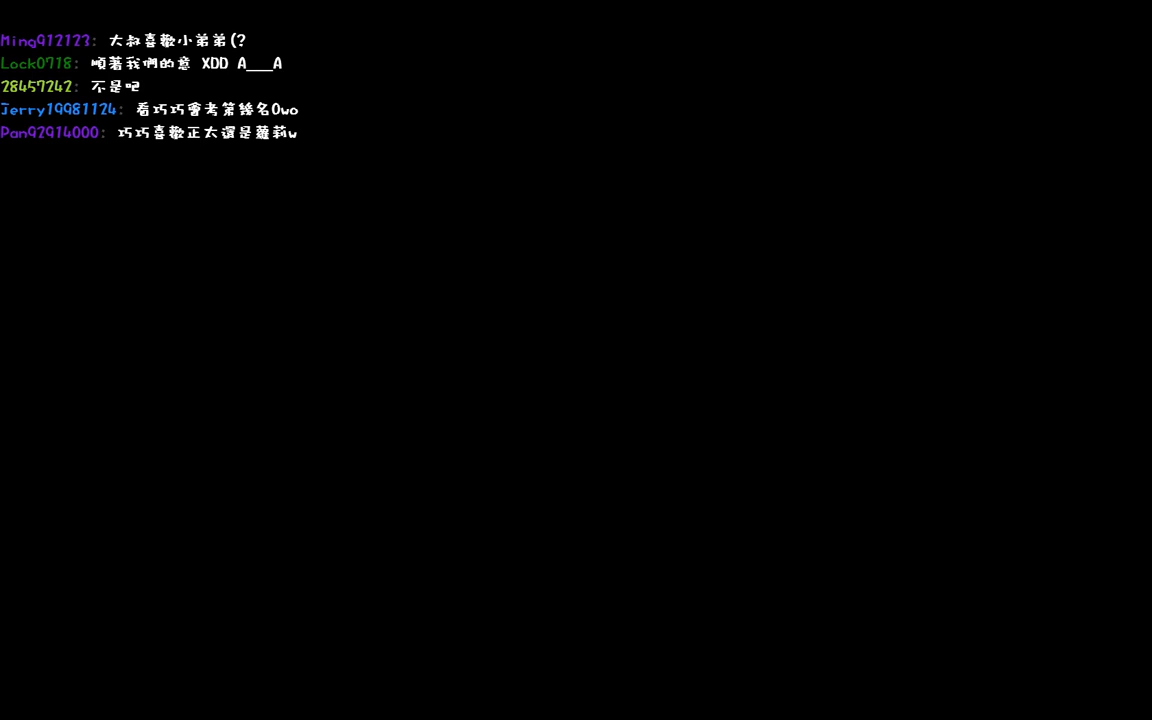 Ming912123: 大叔喜歡小弟弟(?
Lock0718: 順著我們的意 XDD A___A
28457242: 不是吧
Jerry19981124: 看巧巧會考第幾名Owo
Pan92914000: 巧巧喜歡正太還是蘿莉w